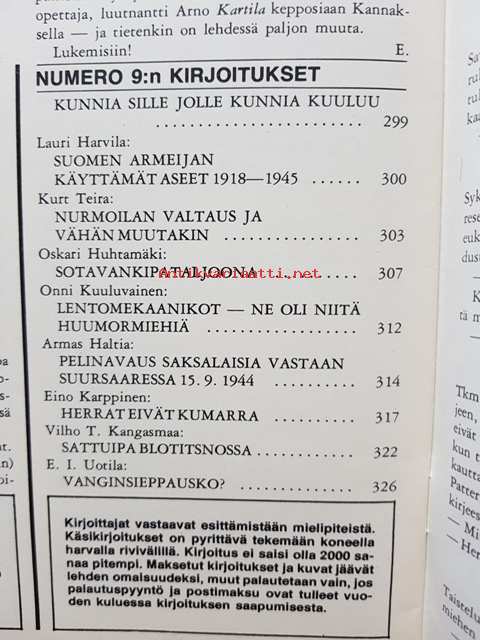 opettaja, luutnantti Arno Kartila kepposiaan Kannak-
sella — ja tietenkin on lehdessä paljon muuta.
Lukemisiin! E.
NUMERO 9:n KIRJOITUKSET
KUNNIA SILLE JOLLE KUNNIA KUULUU
.................................. 299
Lauri Harvila:
SUOMEN ARMEIJAN
KÄYTTÄMÄT ASEET 1918—1945 ...... 300
Kurt Teira:
NURMOILAN VALTAUS JA
VÄHÄN MUUTAKIN ................. 303
Oskari Huhtamäki:
SOTAVANKIPATALJOONA ............ 307
Antikvariaatti.net
Onni Kuuluvainen:
LENTOMEKAANIKOT — NE OLI NIITÄ
HUUMORMIEHIÄ ................... 312
Armas Haltia:
PELINAVAUS SAKSALAISIA VASTAAN
SUURSAARESSA 15. 9. 1944 ........ 314
Eino Karppinen:
HERRAT EIVÄT KUMARRA ........... 317
Vilho T. Kangasmaa:
SATTUIPA BLOTITSNOSSA .......... 322
E. I. Uotila:
VANGINSIEPPAUSKO? .............. 326
Kirjoittajat vastaavat esittämistään mielipiteistä.
Käsikirjoitukset on pyrittävä tekemään koneella
harvalla rivivälillä. Kirjoitus ei saisi olla 2000 sa-
naa pitempi. Maksetut kirjoitukset ja kuvat jäävät
lehden omaisuudeksi, muut palautetaan vain, jos
palautuspyyntö ja postimaksu ovat tulleet vuo-
den kuluessa kirjoituksen saapumisesta.